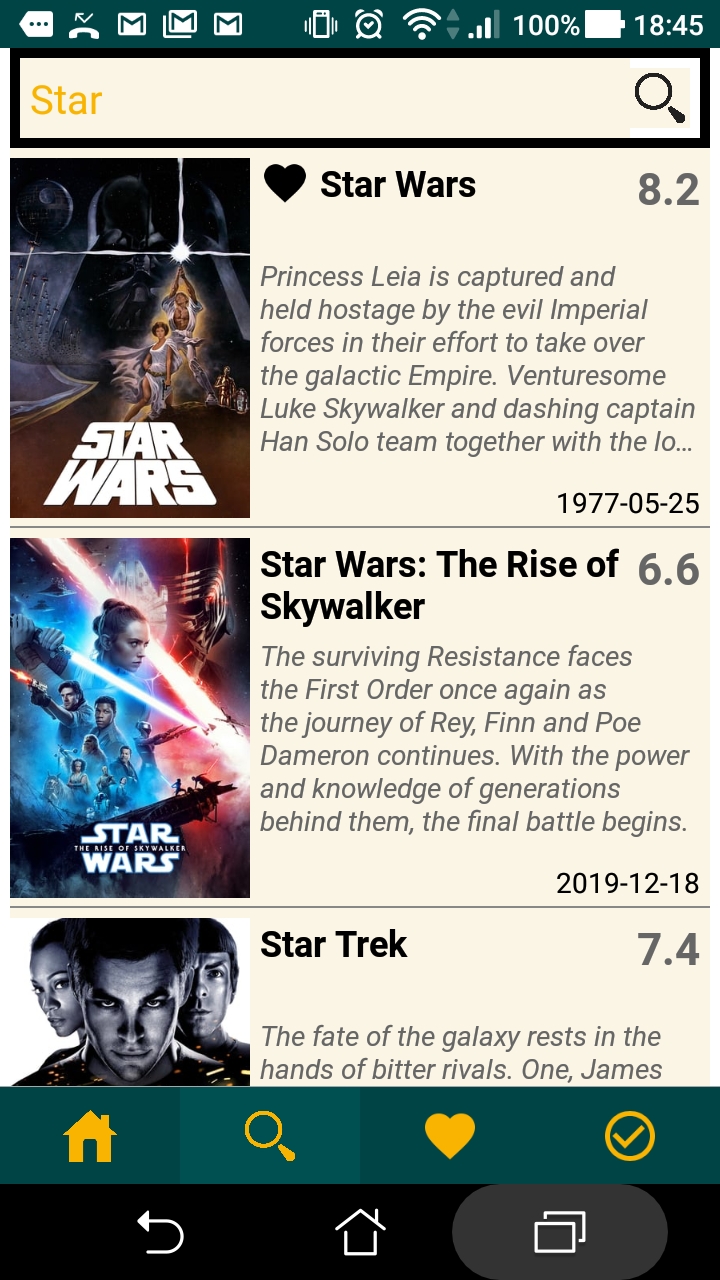 100% 18:45
Star
Star Wars 8.2
Princess Leia is captured and
held hostage by the evil Imperial
forces in their effort to take over
the galactic Empire. Venturesome
Luke Skywalker and dashing captain
Han Solo team together with the lo...
STAR
WARS
1977-05-25
Star Wars: The Rise of 6.6
Skywalker
The surviving Resistance faces
the First Order once again as
the journey of Rey, Finn and Poe
Dameron continues. With the power
and knowledge of generations
behind them, the final battle begins.
STAR
THE RISE OF SKYWALKER
WARS
2019-12-18
Star Trek 7.4
The fate of the galaxy rests in the
hands of bitter rivals. One, James